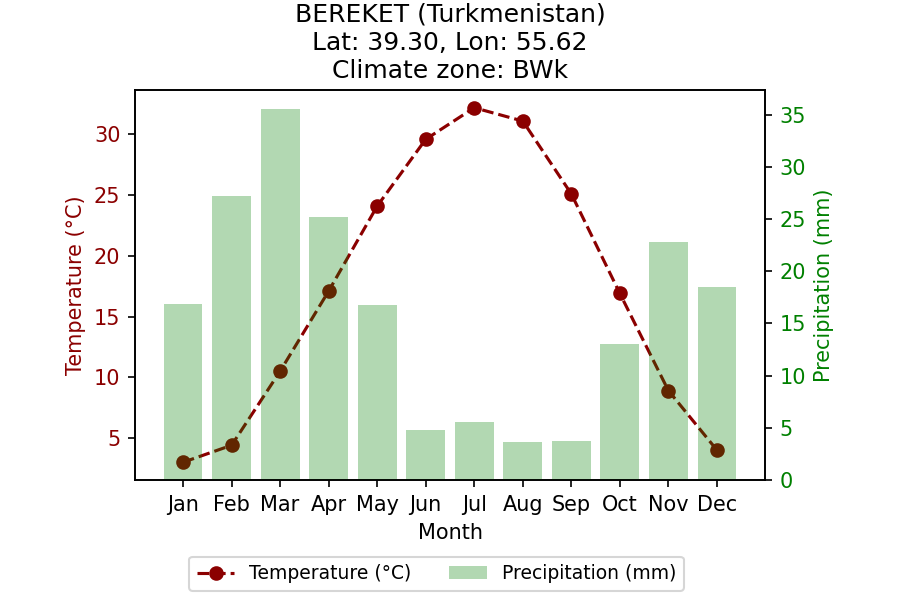 BEREKET (Turkmenistan)
Lat: 39.30, Lon: 55.62
Climate zone: BWk
Temperature (°C)
30
25
20
15
10
5
35
30
25
20
15
10
5
0
Precipitation (mm)
Jan Feb Mar Apr May Jun Jul Aug Sep Oct Nov Dec
Month
Temperature (°C) Precipitation (mm)